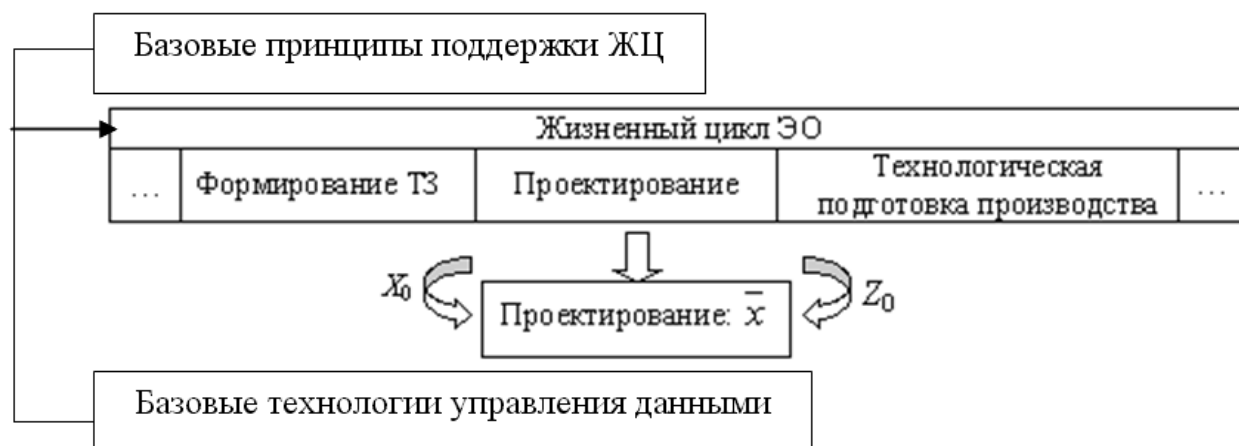 Базовые принципы поддержки ЖЦ
Жизненный цикл ЭО
...
Формирование ТЗ
Проектирование
Технологическая
подготовка производства
...
X₀
Проектирование: x̅
Z₀
Базовые технологии управления данными